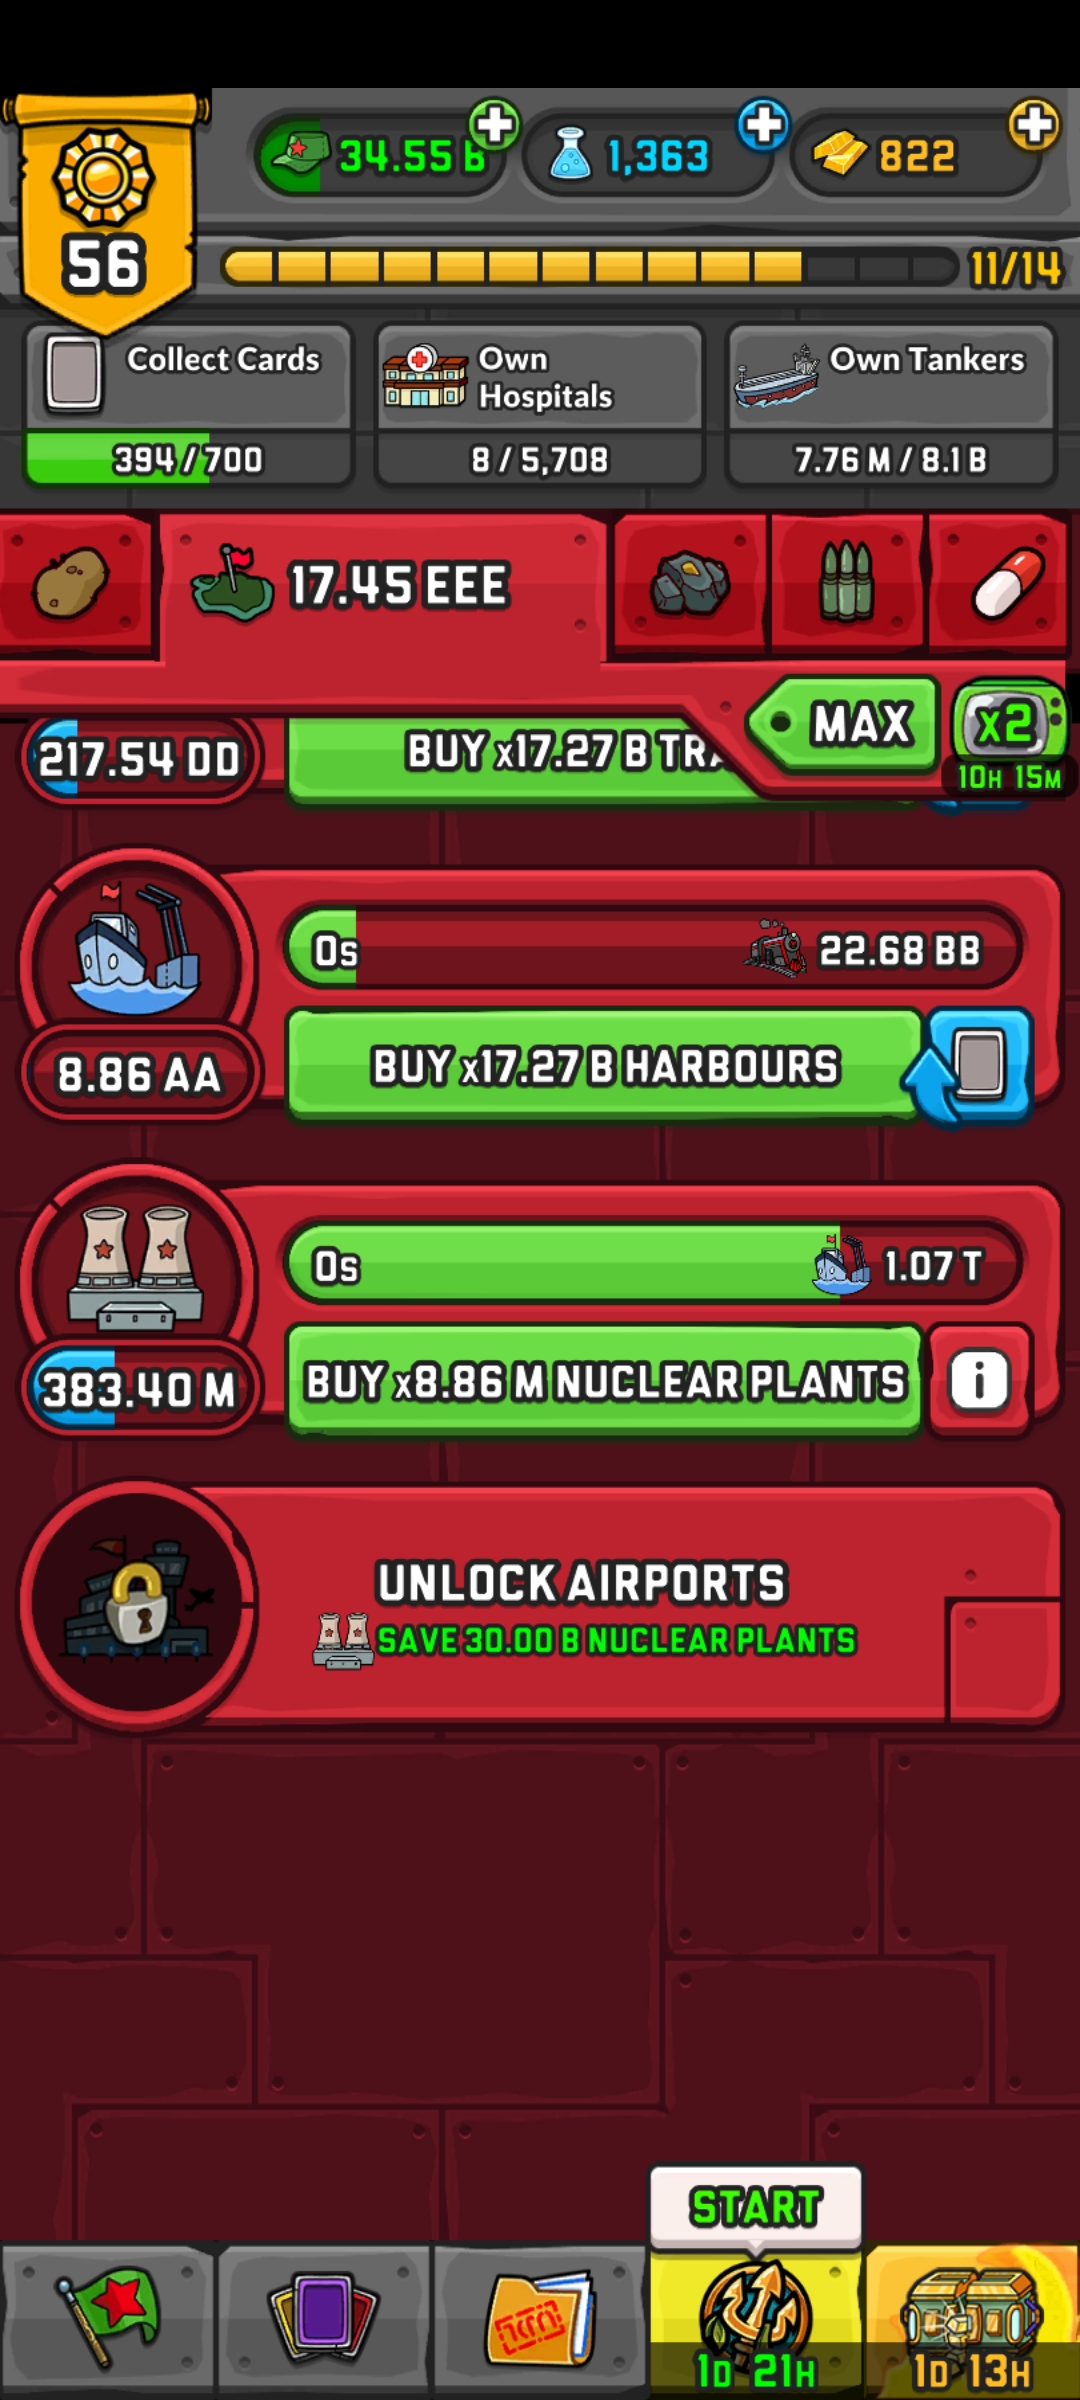 34.55 B
1,363
822
56
11/14
Collect Cards
394/700
Own
Hospitals
8/5,708
Own Tankers
7.76 M/8.1 B
17.45 EEE
MAX
x2
10H 15M
217.54 DD
BUY x17.27 B
0s
22.68 BB
8.86 AA
BUY x17.27 B HARBOURS
0s
1.07 T
383.40 M
BUY x8.86 M NUCLEAR PLANTS
i
UNLOCK AIRPORTS
SAVE 30.00 B NUCLEAR PLANTS
START
1D 21H
1D 13H